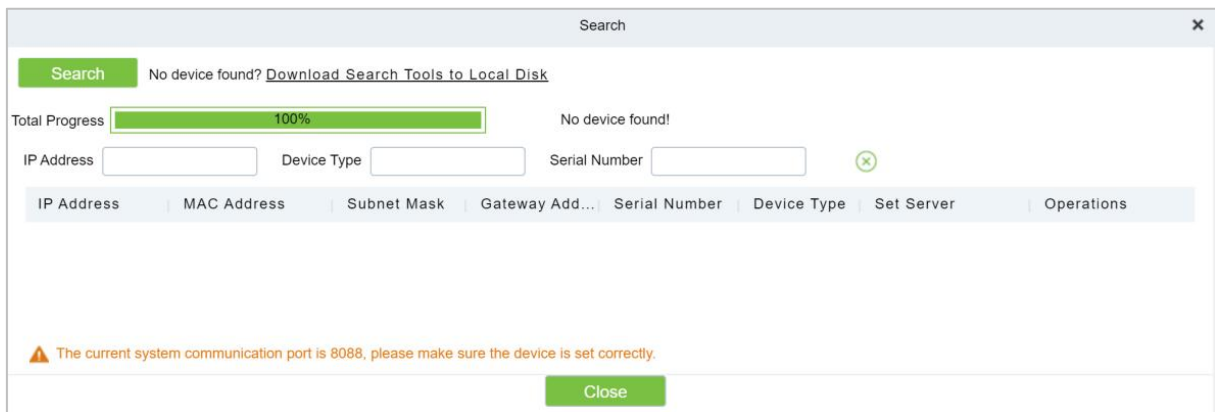 Search
Search No device found? Download Search Tools to Local Disk
Total Progress 100% No device found!
IP Address Device Type Serial Number
IP Address MAC Address Subnet Mask Gateway Add... Serial Number Device Type Set Server Operations
The current system communication port is 8088, please make sure the device is set correctly.
Close